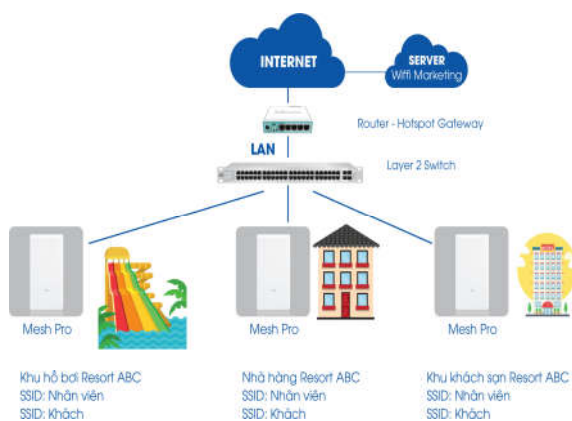 INTERNET
SERVER
Wiffi Marketing
Router - Hotspot Gateway
LAN
Layer 2 Switch
Mesh Pro
Mesh Pro
Mesh Pro
Khu hồ bơi Resort ABC
SSID: Nhân viên
SSID: Khách
Nhà hàng Resort ABC
SSID: Nhân viên
SSID: Khách
Khu khách sạn Resort ABC
SSID: Nhân viên
SSID: Khách